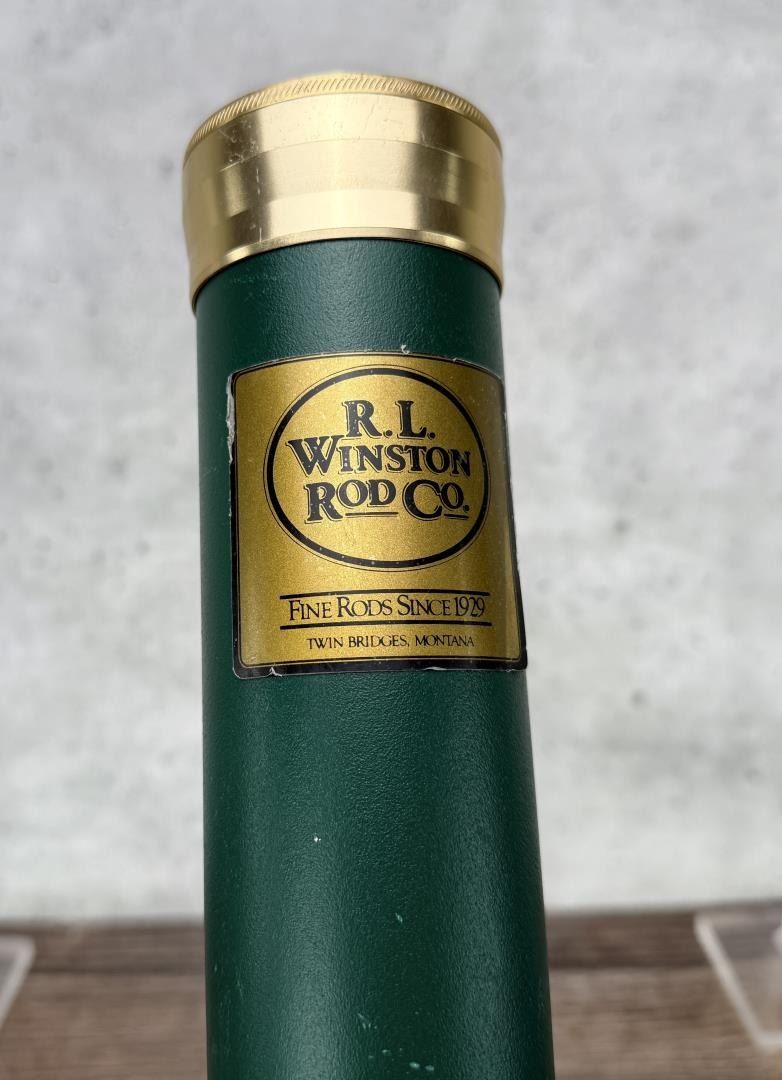 R. L.
WINSTON
ROD CO.
FINE RODS SINCE 1929
TWIN BRIDGES, MONTANA